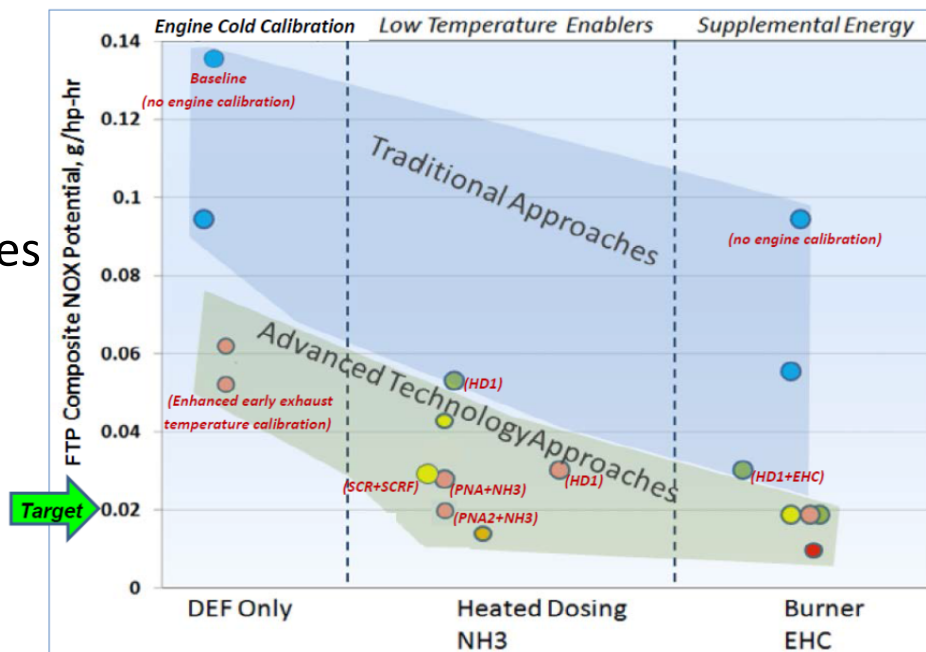 Engine Cold Calibration Low Temperature Enablers Supplemental Energy
0.14
Baseline
(no engine calibration)
0.12
Traditional Approaches
0.1
(no engine calibration)
es
0.08
FTP Composite NOX Potential, g/hp-hr
0.06
Advanced Technology Approaches
(HD1)
(Enhanced early exhaust
temperature calibration)
0.04
(SCR+SCRF)
(PNA+NH3)
(HD1)
(HD1+EHC)
Target
0.02
(PNA2+NH3)
0
DEF Only
Heated Dosing
NH3
Burner
EHC